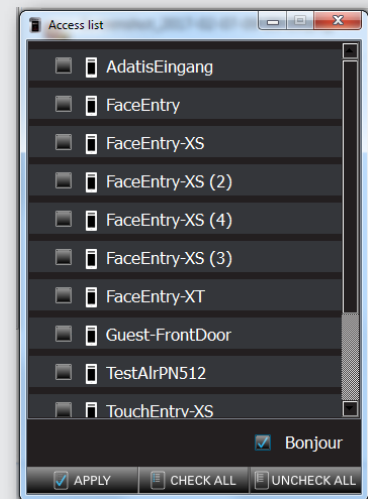 Access list
AdatisEingang
FaceEntry
FaceEntry-XS
FaceEntry-XS (2)
FaceEntry-XS (4)
FaceEntry-XS (3)
FaceEntry-XT
Guest-FrontDoor
TestAlrPN512
TouchEntry-XS
Bonjour
APPLY CHECK ALL UNCHECK ALL